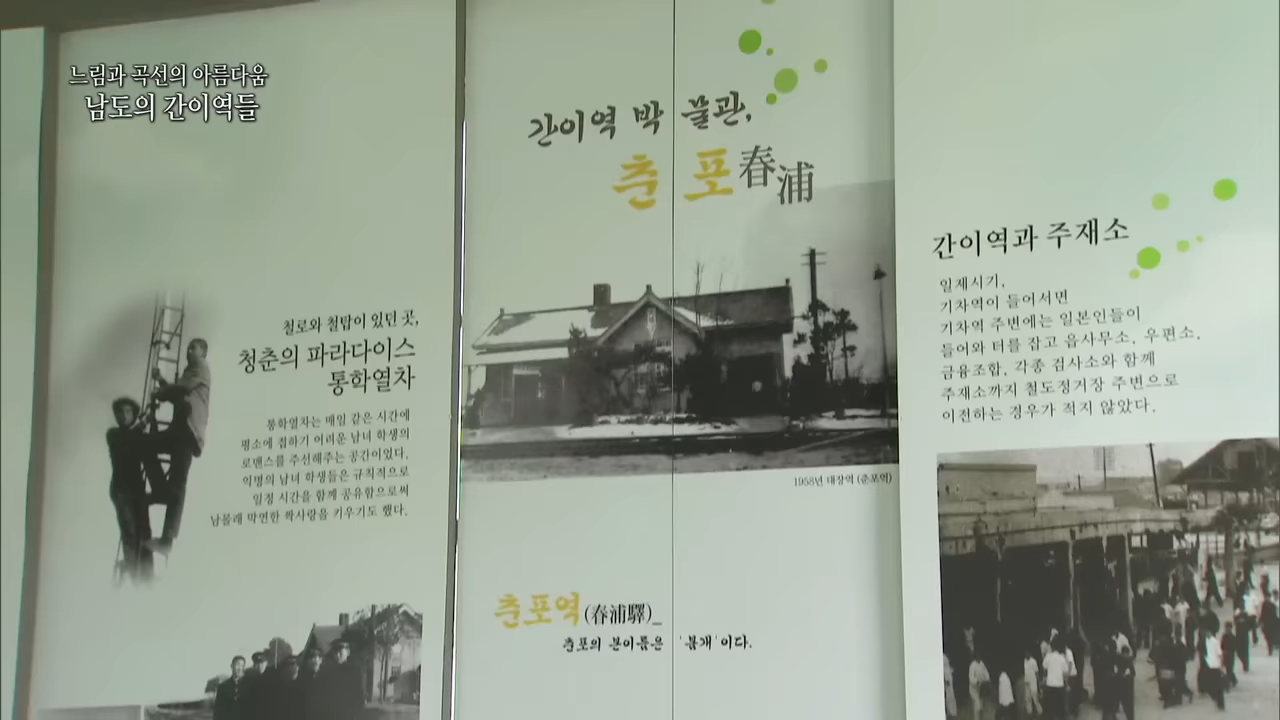 느림과 곡선의 아름다움
남도의 간이역들
철로와 철탑이 있던 곳,
청춘의 파라다이스
통학열차
통학열차는 매일 같은 시간에
평소에 접하기 어려운 남녀 학생의
로맨스를 주선해주는 공간이었다.
익명의 남녀 학생들은 규칙적으로
일정 시간을 함께 공유함으로써
남몰래 막연한 짝사랑을 키우기도 했다.
간이역 박물관,
춘포 春浦
1958년 대장역 (춘포역)
춘포역(春浦驛)_
춘포의 본이름은 '봄개'이다.
간이역과 주재소
일제시기,
기차역이 들어서면
기차역 주변에는 일본인들이
들어와 터를 잡고 읍사무소, 우편소,
금융조합, 각종 검사소와 함께
주재소까지 철도정거장 주변으로
이전하는 경우가 적지 않았다.